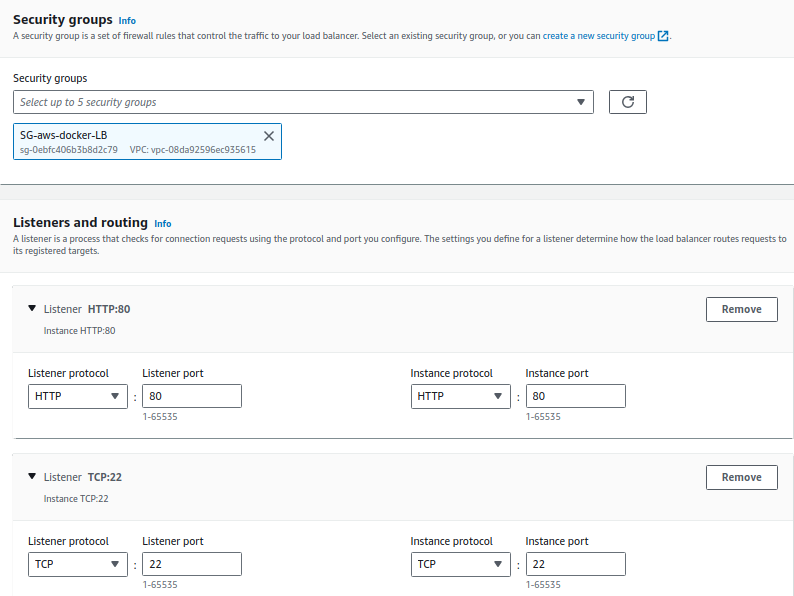 Security groups Info
A security group is a set of firewall rules that control the traffic to your load balancer. Select an existing security group, or you can create a new security group.
Security groups
Select up to 5 security groups
SG-aws-docker-LB
sg-0ebfc406b3b8d2c79 VPC: vpc-08da92596ec935615
Listeners and routing Info
A listener is a process that checks for connection requests using the protocol and port you configure. The settings you define for a listener determine how the load balancer routes requests to
its registered targets.
Listener HTTP:80 Remove
Instance HTTP:80
Listener protocol Listener port Instance protocol Instance port
HTTP : 80 HTTP : 80
1-65535 1-65535
Listener TCP:22 Remove
Instance TCP:22
Listener protocol Listener port Instance protocol Instance port
TCP : 22 TCP : 22
1-65535 1-65535